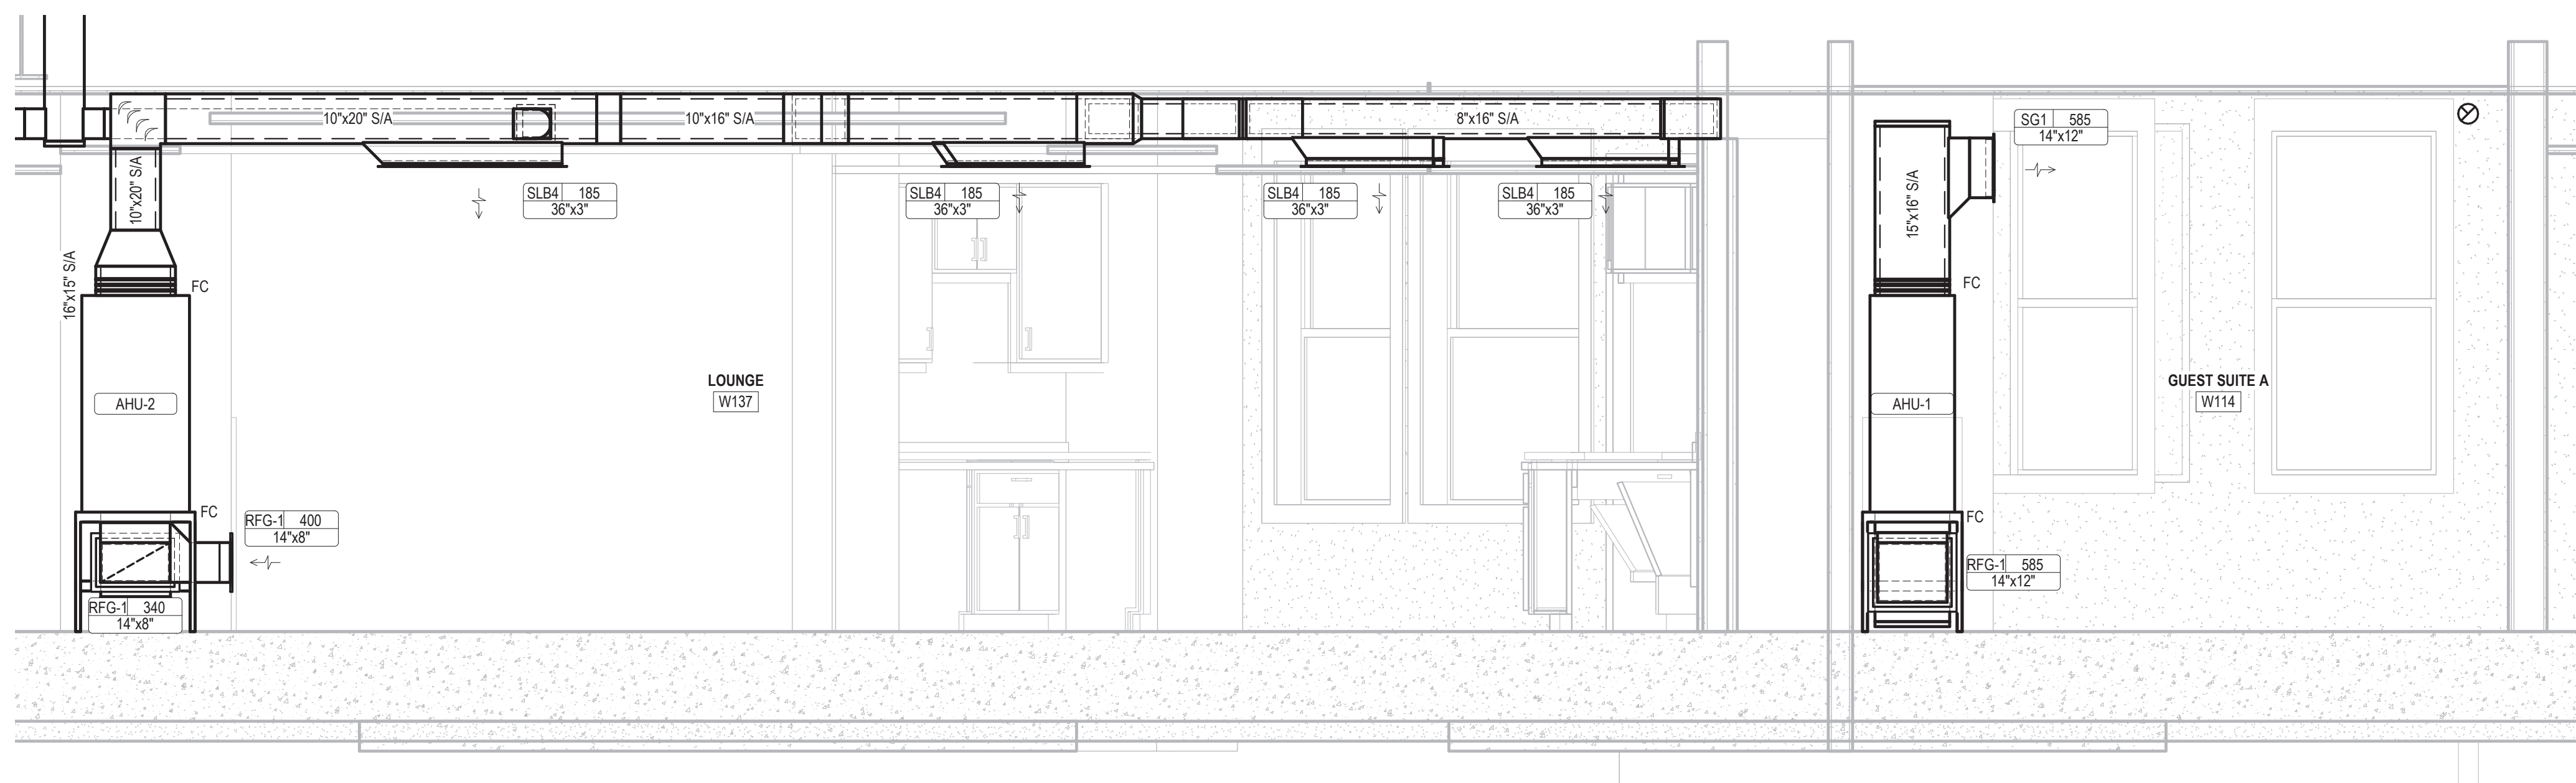 10"x20" S/A
10"x16" S/A
8"x16" S/A
SG1 585
14"x12"
10"x20" S/A
15"x16" S/A
SLB4 185
36"x3"
SLB4 185
36"x3"
SLB4 185
36"x3"
SLB4 185
36"x3"
16"x15" S/A
FC
FC
LOUNGE
W137
GUEST SUITE A
W114
AHU-2
AHU-1
FC
FC
RFG-1 400
14"x8"
RFG-1 585
14"x12"
RFG-1 340
14"x8"